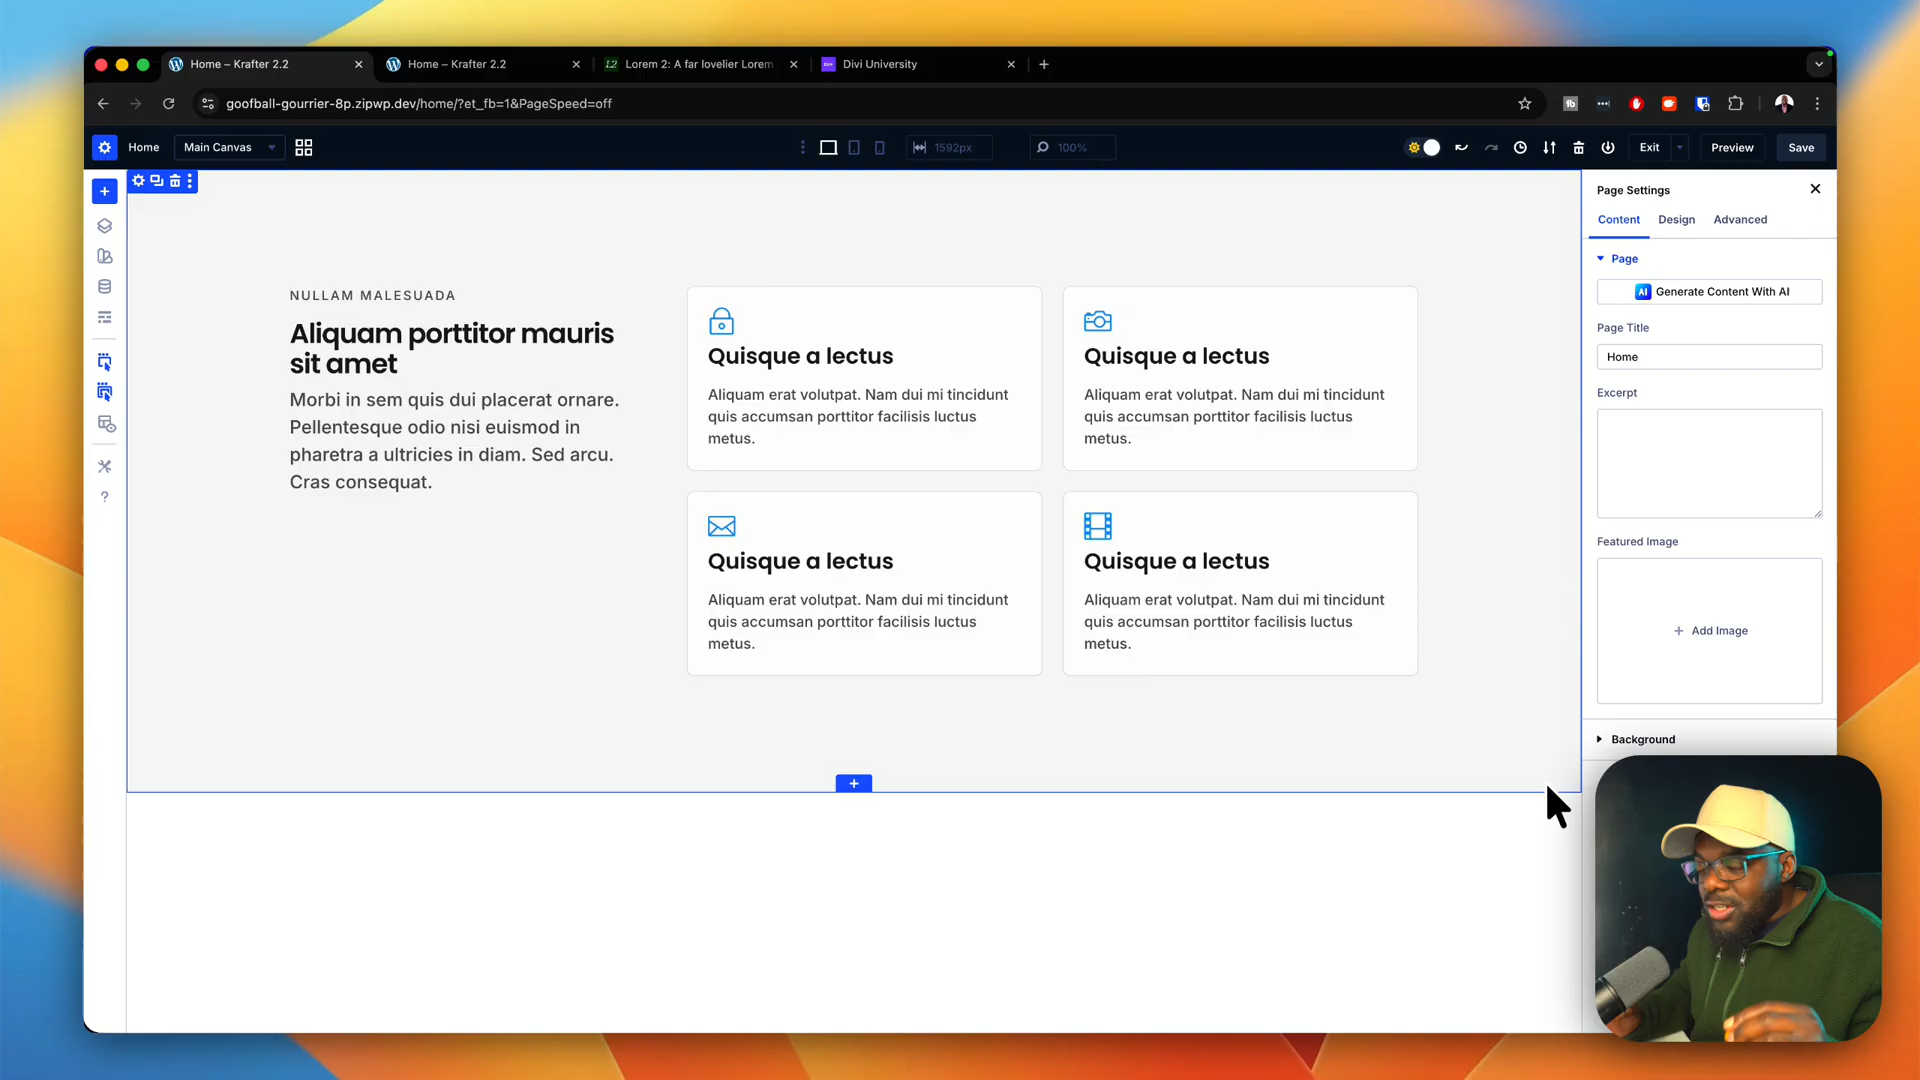 Home – Krafter 2.2
Home – Krafter 2.2
Lorem 2: A far lovelier Lorem
Divi University
goofball-gourrier-8p.zipwp.dev/home/?et_fb=1&PageSpeed=off
Home
Main Canvas
1592px
100%
Exit
Preview
Save
NULLAM MALESUADA
Aliquam porttitor mauris
sit amet
Morbi in sem quis dui placerat ornare.
Pellentesque odio nisi euismod in
pharetra a ultricies in diam. Sed arcu.
Cras consequat.
Quisque a lectus
Aliquam erat volutpat. Nam dui mi tincidunt
quis accumsan porttitor facilisis luctus
metus.
Quisque a lectus
Aliquam erat volutpat. Nam dui mi tincidunt
quis accumsan porttitor facilisis luctus
metus.
Quisque a lectus
Aliquam erat volutpat. Nam dui mi tincidunt
quis accumsan porttitor facilisis luctus
metus.
Quisque a lectus
Aliquam erat volutpat. Nam dui mi tincidunt
quis accumsan porttitor facilisis luctus
metus.
Page Settings
Content
Design
Advanced
Page
AI Generate Content With AI
Page Title
Home
Excerpt
Featured Image
Add Image
Background